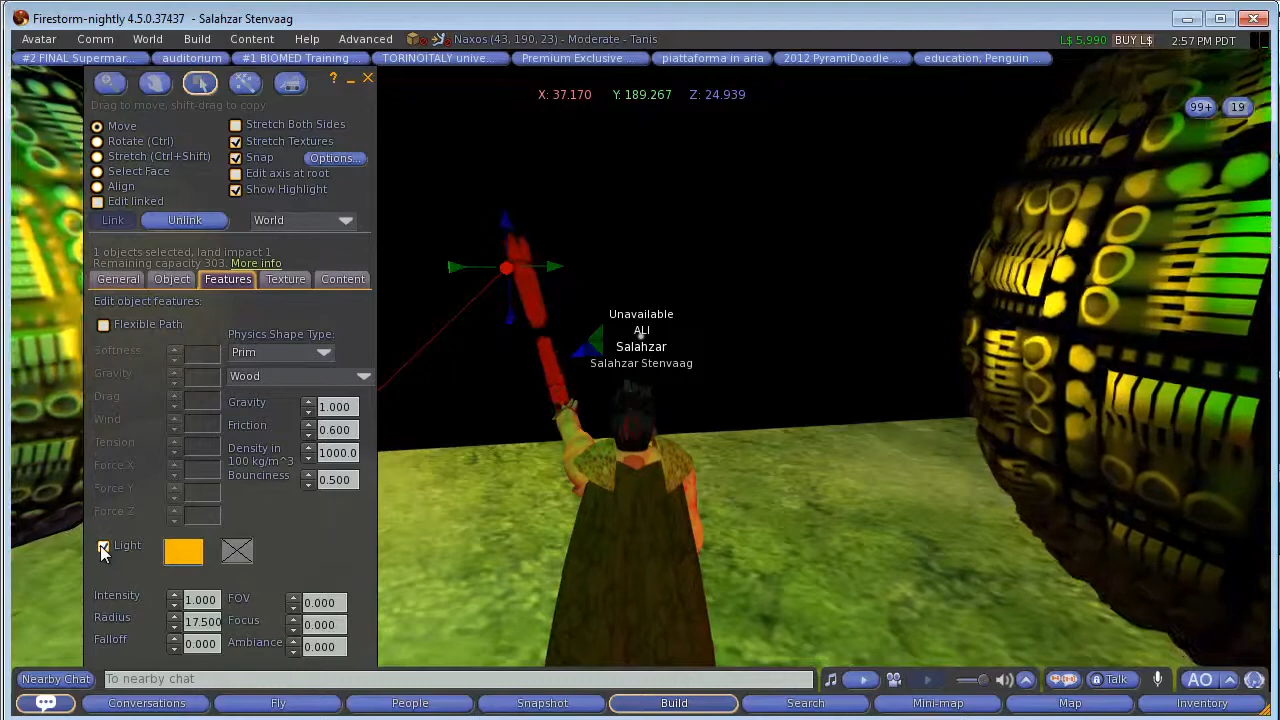 Firestorm-nightly 4.5.0.37437 - Salahzar Stenvaag
Avatar Comm World Build Content Help Advanced Naxos (43, 190, 23) - Moderate - Tanis L$ 5,990 BUY L$ 2:57 PM PDT
#2 FINAL Supermar... auditorium #1 BIOMED Training ... TORINOITALY unive... Premium Exclusive ... piattaforma in aria 2012 PyramiDoodle ... education, Penguin ...
? _
Drag to move, shift-drag to copy
X: 37.170 Y: 189.267 Z: 24.939
99+ 19
Move Stretch Both Sides
Rotate (Ctrl) Stretch Textures
Stretch (Ctrl+Shift) Snap Options...
Select Face Edit axis at root
Align Show Highlight
Edit linked
Link Unlink World
1 objects selected, land impact 1
Remaining capacity 303. More info
General Object Features Texture Content
Edit object features:
Flexible Path Physics Shape Type:
Softness Prim
Gravity Wood
Drag Gravity 1.000
Wind Friction 0.600
Tension Density in 100 kg/m^3 1000.0
Force X Bounciness 0.500
Force Y
Force Z
Light
Intensity 1.000 FOV 0.000
Radius 17.500 Focus 0.000
Falloff 0.000 Ambiance 0.000
Unavailable
ALI
Salahzar
Salahzar Stenvaag
Nearby Chat To nearby chat Talk AO
Conversations Fly People Snapshot Build Search Mini-map Map Inventory